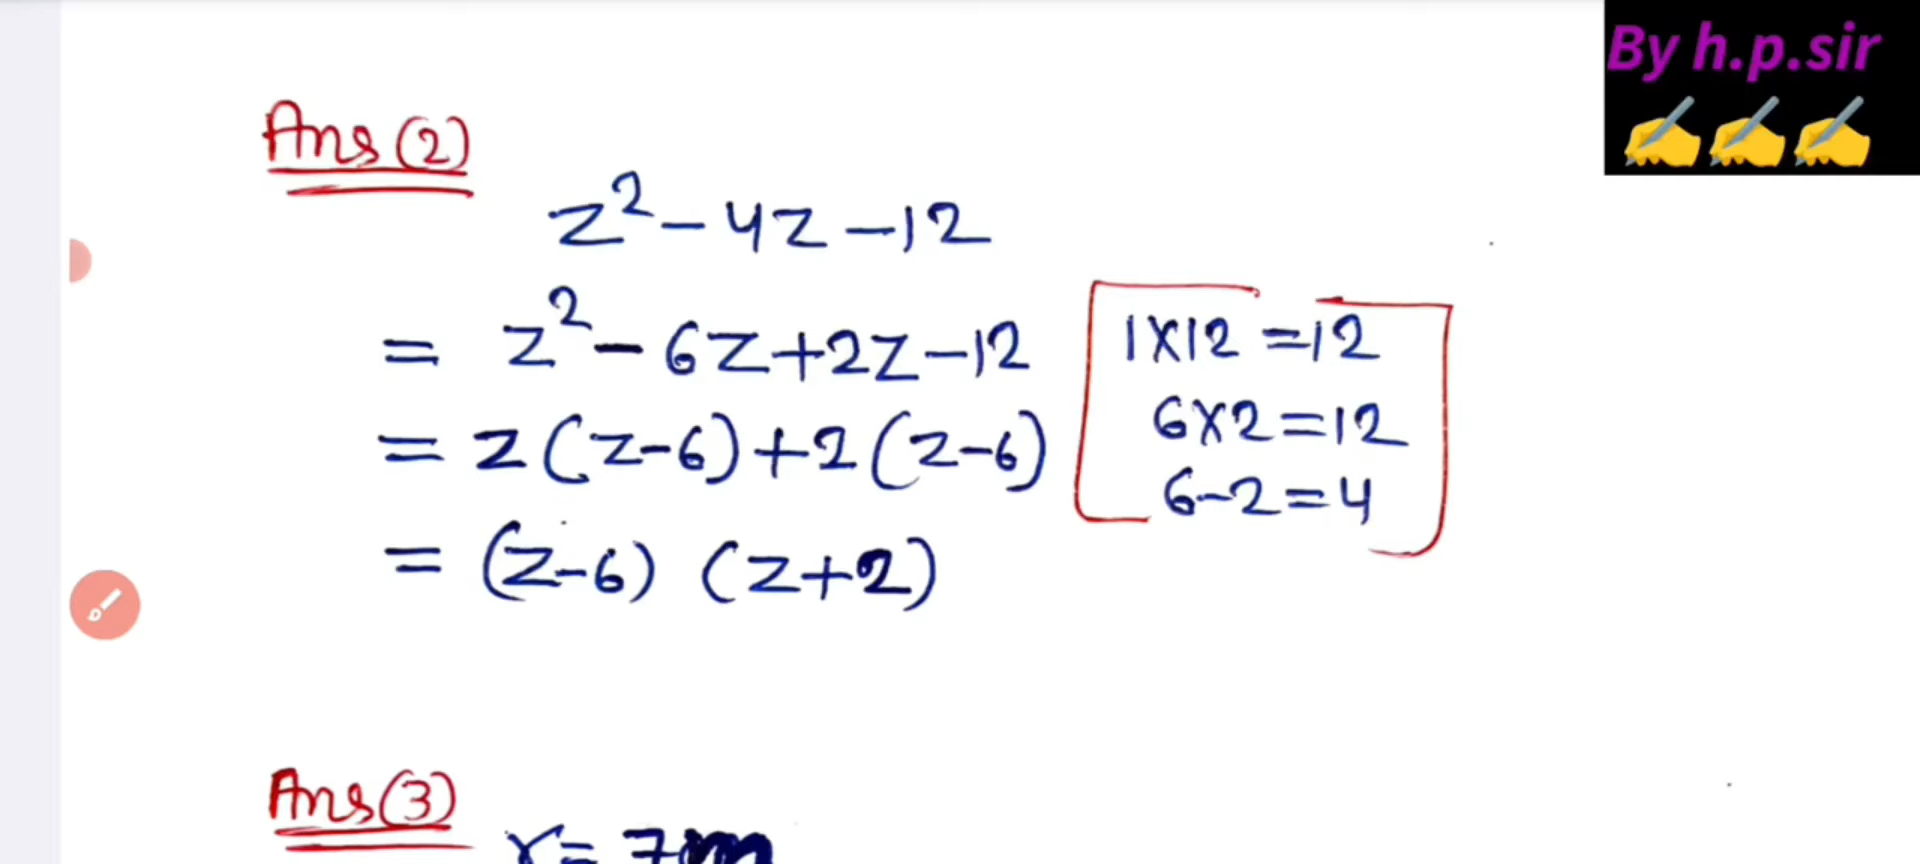 By h.p.sir
Ans (2)
z² - 4z - 12
= z² - 6z + 2z - 12
= z (z-6) + 2 (z-6)
= (z-6) (z+2)
1 x 12 = 12
6 x 2 = 12
6 - 2 = 4
Ans (3)
r = 7m